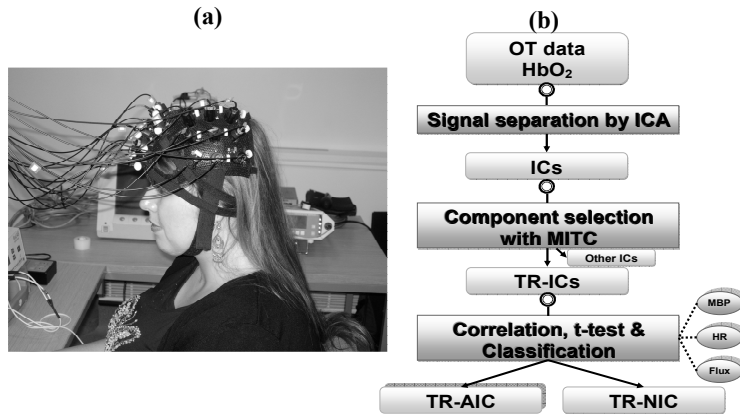 (a)
(b)
OT data
HbO₂
Signal separation by ICA
ICs
Component selection
with MITC
Other ICs
TR-ICs
MBP
Correlation, t-test &
Classification
HR
Flux
TR-AIC
TR-NIC